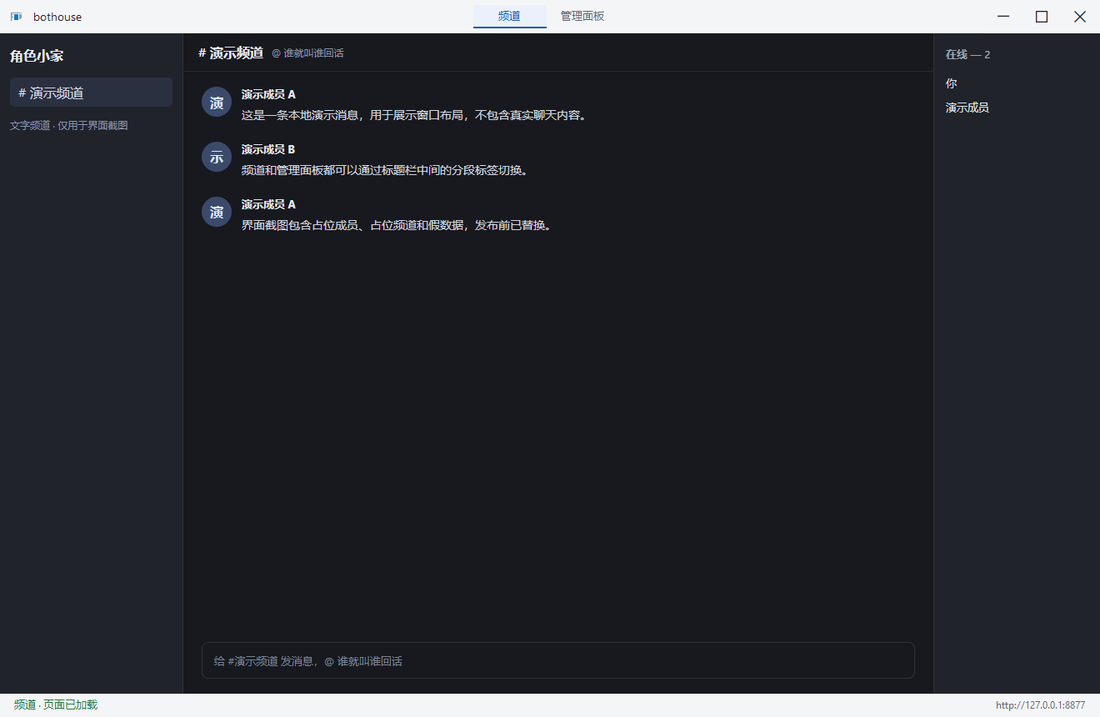 bothouse
频道
管理面板
角色小家
# 演示频道
文字频道 · 仅用于界面截图
# 演示频道 @ 谁就叫谁回话
演
演示成员 A
这是一条本地演示消息，用于展示窗口布局，不包含真实聊天内容。
示
演示成员 B
频道和管理面板都可以通过标题栏中间的分段标签切换。
演
演示成员 A
界面截图包含占位成员、占位频道和假数据，发布前已替换。
给 #演示频道 发消息，@ 谁就叫谁回话
在线 — 2
你
演示成员
频道 · 页面已加载
http://127.0.0.1:8877